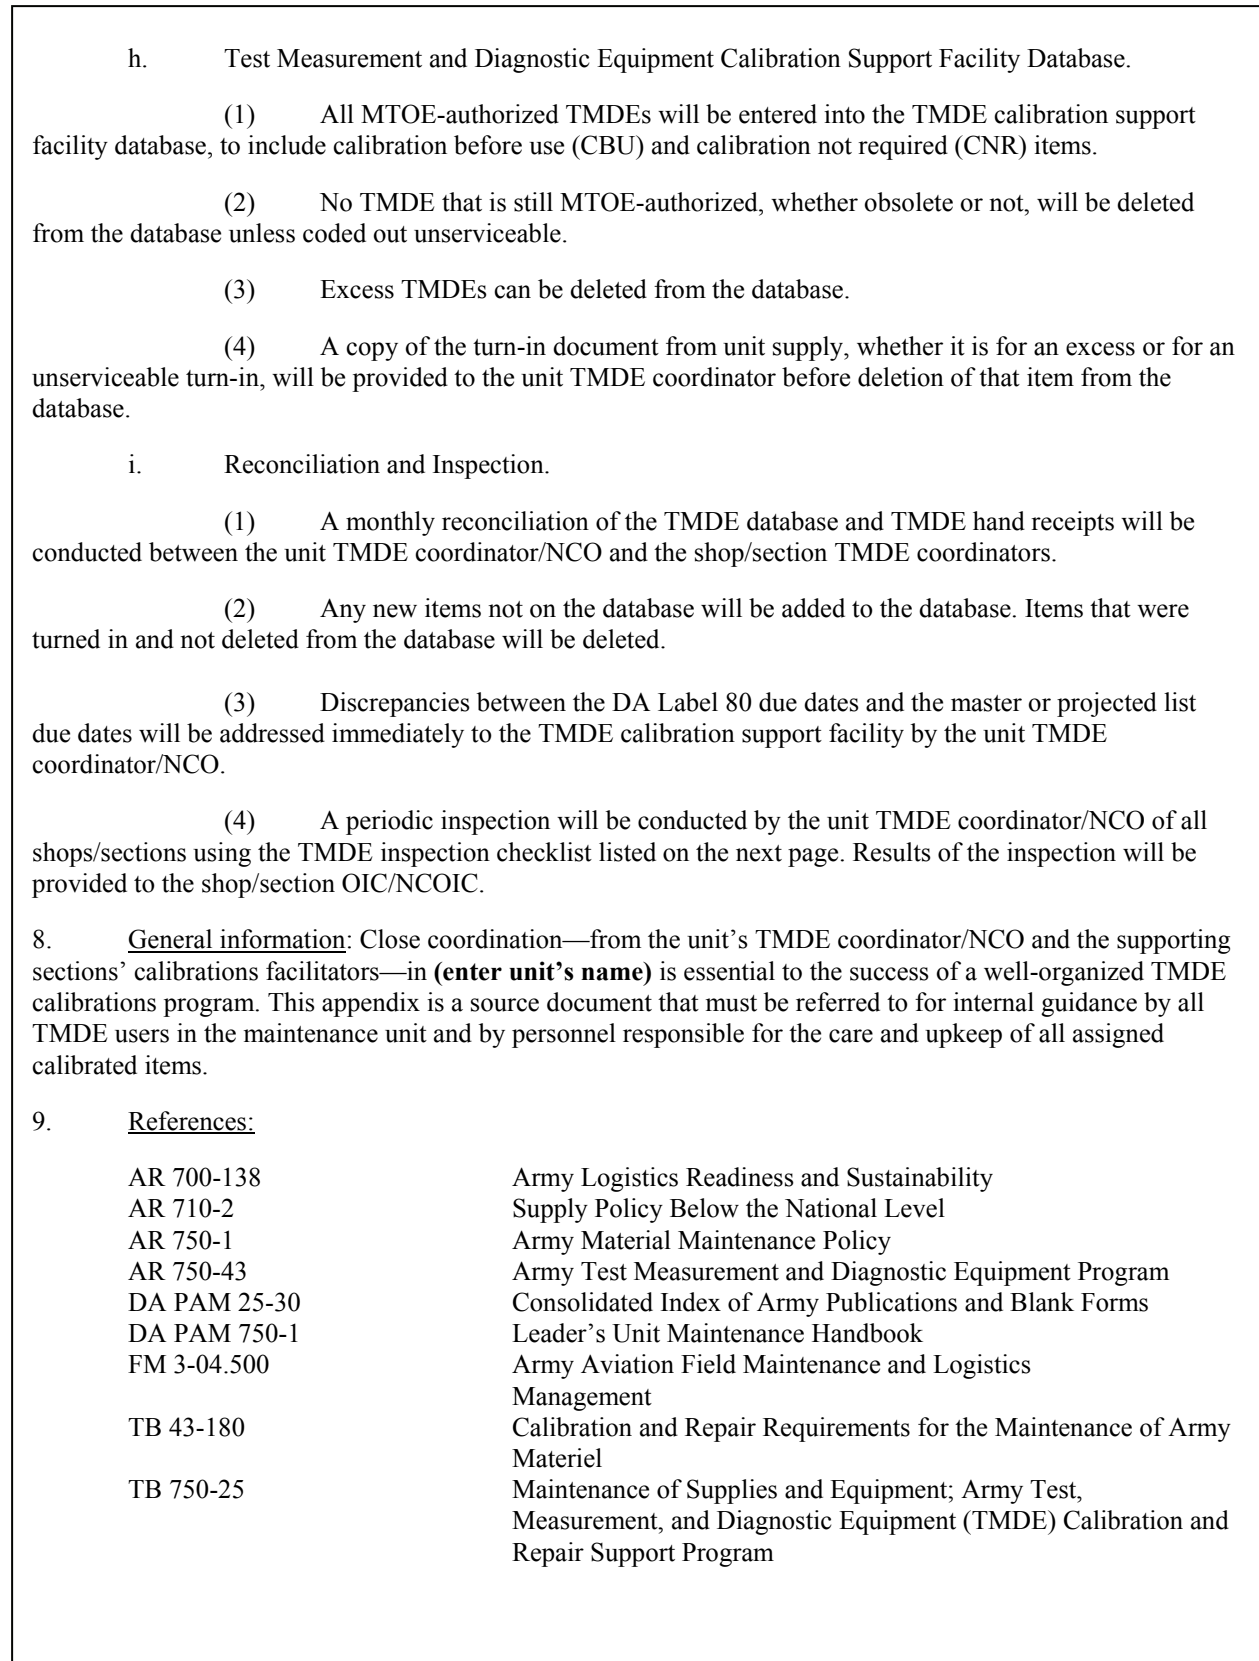 h. Test Measurement and Diagnostic Equipment Calibration Support Facility Database.
(1) All MTOE-authorized TMDEs will be entered into the TMDE calibration support
facility database, to include calibration before use (CBU) and calibration not required (CNR) items.
(2) No TMDE that is still MTOE-authorized, whether obsolete or not, will be deleted
from the database unless coded out unserviceable.
(3) Excess TMDEs can be deleted from the database.
(4) A copy of the turn-in document from unit supply, whether it is for an excess or for an
unserviceable turn-in, will be provided to the unit TMDE coordinator before deletion of that item from the
database.
i. Reconciliation and Inspection.
(1) A monthly reconciliation of the TMDE database and TMDE hand receipts will be
conducted between the unit TMDE coordinator/NCO and the shop/section TMDE coordinators.
(2) Any new items not on the database will be added to the database. Items that were
turned in and not deleted from the database will be deleted.
(3) Discrepancies between the DA Label 80 due dates and the master or projected list
due dates will be addressed immediately to the TMDE calibration support facility by the unit TMDE
coordinator/NCO.
(4) A periodic inspection will be conducted by the unit TMDE coordinator/NCO of all
shops/sections using the TMDE inspection checklist listed on the next page. Results of the inspection will be
provided to the shop/section OIC/NCOIC.
8. General information: Close coordination—from the unit’s TMDE coordinator/NCO and the supporting
sections’ calibrations facilitators—in (enter unit’s name) is essential to the success of a well-organized TMDE
calibrations program. This appendix is a source document that must be referred to for internal guidance by all
TMDE users in the maintenance unit and by personnel responsible for the care and upkeep of all assigned
calibrated items.
9. References:
AR 700-138 Army Logistics Readiness and Sustainability
AR 710-2 Supply Policy Below the National Level
AR 750-1 Army Material Maintenance Policy
AR 750-43 Army Test Measurement and Diagnostic Equipment Program
DA PAM 25-30 Consolidated Index of Army Publications and Blank Forms
DA PAM 750-1 Leader’s Unit Maintenance Handbook
FM 3-04.500 Army Aviation Field Maintenance and Logistics
Management
TB 43-180 Calibration and Repair Requirements for the Maintenance of Army
Materiel
TB 750-25 Maintenance of Supplies and Equipment; Army Test,
Measurement, and Diagnostic Equipment (TMDE) Calibration and
Repair Support Program